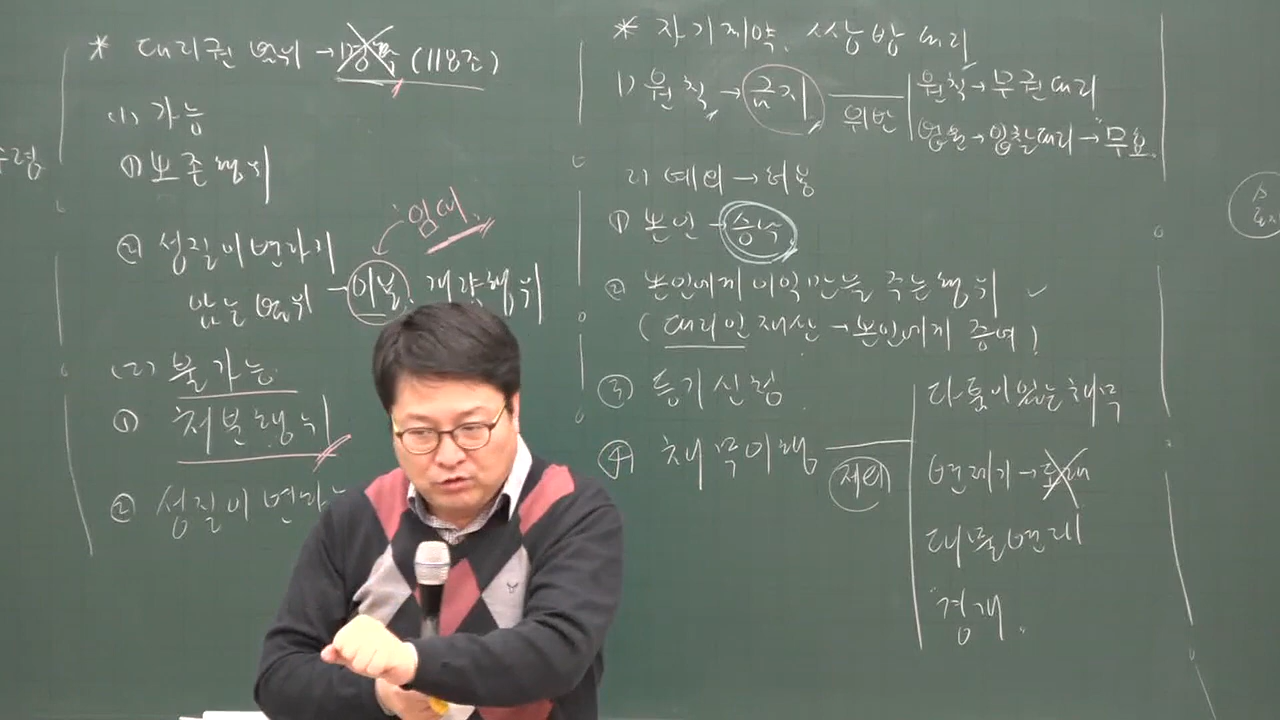 수령
* 대리권 범위 → (118조)
(1) 가능
① 보존행위
② 성질이 변하지
않는 범위 → 이용, 개량행위
임대
(2) 불가능
① 처분행위
② 성질이 변하는
* 자기계약, 쌍방대리
1) 원칙 → 금지 위반 원칙 → 무권대리
법원 → 입찰대리 → 무효
2) 예외 → 허용
① 본인 → 승낙
② 본인에게 이익만을 주는 행위 ✓
(대리인 재산 → 본인에게 증여)
③ 등기신청
④ 채무이행 제외
다툼이 있는 채무
변제기 → 도래
대물변제
경개